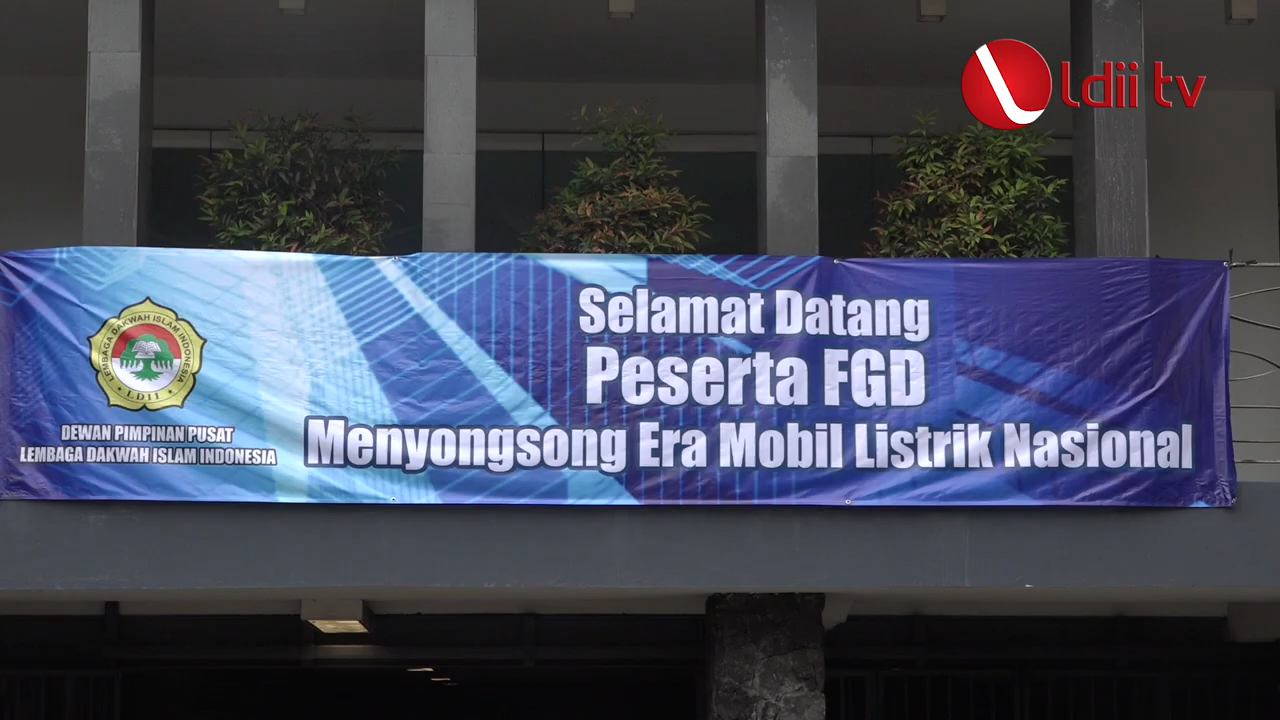 ldii tv
LEMBAGA DAKWAH ISLAM INDONESIA
LDII
DEWAN PIMPINAN PUSAT
LEMBAGA DAKWAH ISLAM INDONESIA
Selamat Datang
Peserta FGD
Menyongsong Era Mobil Listrik Nasional